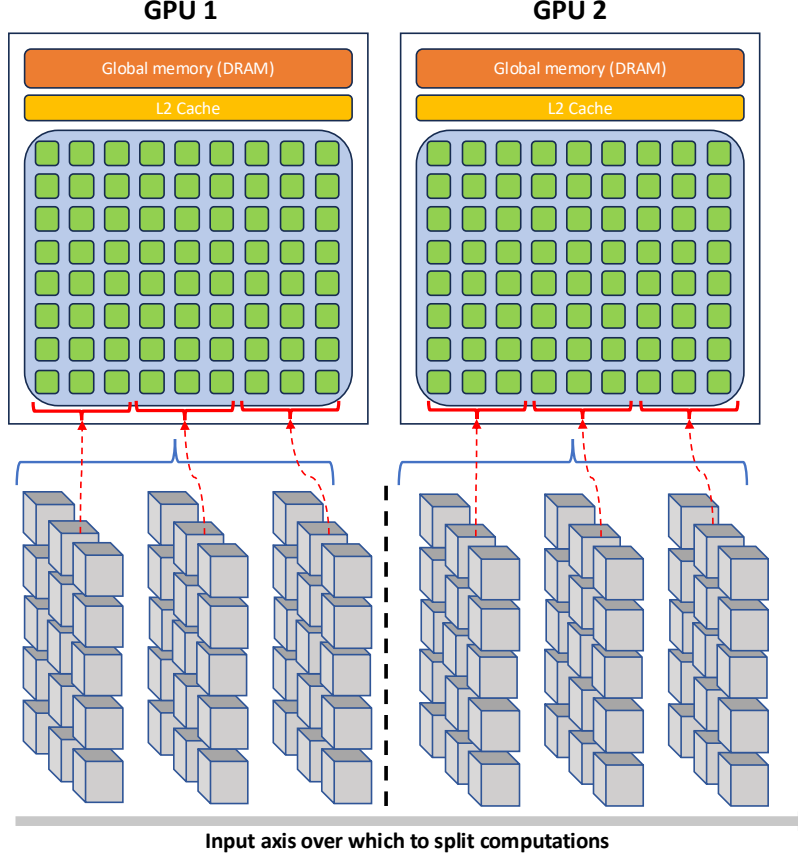 GPU 1
GPU 2
Global memory (DRAM)
Global memory (DRAM)
L2 Cache
L2 Cache
Input axis over which to split computations